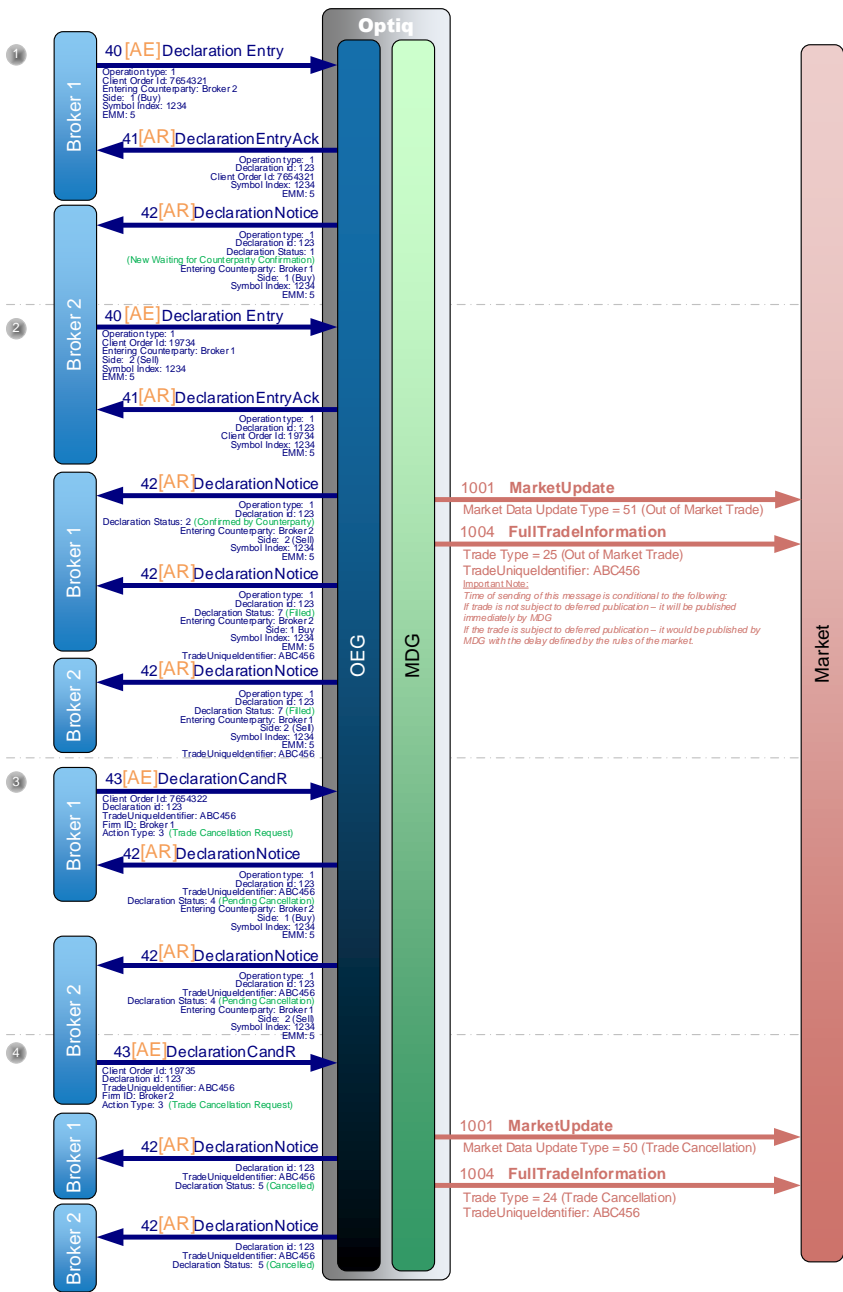 Optiq
1
Broker 1
40 [AE]Declaration Entry
Operation type: 1
Client Order Id: 7654321
Entering Counterparty: Broker 2
Side: 1 (Buy)
Symbol Index: 1234
EMM: 5
41[AR]DeclarationEntryAck
Operation type: 1
Declaration id: 123
Client Order Id: 7654321
Symbol Index: 1234
EMM: 5
Broker 2
42[AR]DeclarationNotice
Operation type: 1
Declaration id: 123
Declaration Status: 1
(New Waiting for Counterparty Confirmation)
Entering Counterparty: Broker 1
Side: 1 (Buy)
Symbol Index: 1234
EMM: 5
2
40 [AE]Declaration Entry
Operation type: 1
Client Order Id: 19734
Entering Counterparty: Broker 1
Side: 2 (Sell)
Symbol Index: 1234
EMM: 5
41[AR]DeclarationEntryAck
Operation type: 1
Declaration id: 123
Client Order Id: 19734
Symbol Index: 1234
EMM: 5
Broker 1
42[AR]DeclarationNotice
Operation type: 1
Declaration id: 123
Declaration Status: 2 (Confirmed by Counterparty)
Entering Counterparty: Broker 2
Side: 2 (Sell)
Symbol Index: 1234
EMM: 5
42[AR]DeclarationNotice
Operation type: 1
Declaration id: 123
Declaration Status: 7 (Filled)
Entering Counterparty: Broker 2
Side: 1 Buy
Symbol Index: 1234
EMM: 5
TradeUniqueIdentifier: ABC456
Broker 2
42[AR]DeclarationNotice
Operation type: 1
Declaration id: 123
Declaration Status: 7 (Filled)
Entering Counterparty: Broker 1
Side: 2 (Sell)
Symbol Index: 1234
EMM: 5
TradeUniqueIdentifier: ABC456
OEG
MDG
1001 MarketUpdate
Market Data Update Type = 51 (Out of Market Trade)
1004 FullTradeInformation
Trade Type = 25 (Out of Market Trade)
TradeUniqueIdentifier: ABC456
Important Note:
Time of sending of this message is conditional to the following:
If trade is not subject to deferred publication – it will be published
immediately by MDG
If the trade is subject to deferred publication – it would be published by
MDG with the delay defined by the rules of the market.
Market
3
Broker 1
43[AE]DeclarationCandR
Client Order Id: 7654322
Declaration id: 123
TradeUniqueIdentifier: ABC456
Firm ID: Broker 1
Action Type: 3 (Trade Cancellation Request)
42[AR]DeclarationNotice
Operation type: 1
Declaration id: 123
TradeUniqueIdentifier: ABC456
Declaration Status: 4 (Pending Cancellation)
Entering Counterparty: Broker 2
Side: 1 (Buy)
Symbol Index: 1234
EMM: 5
Broker 2
42[AR]DeclarationNotice
Operation type: 1
Declaration id: 123
TradeUniqueIdentifier: ABC456
Declaration Status: 4 (Pending Cancellation)
Entering Counterparty: Broker 1
Side: 2 (Sell)
Symbol Index: 1234
EMM: 5
4
43[AE]DeclarationCandR
Client Order Id: 19735
Declaration id: 123
TradeUniqueIdentifier: ABC456
Firm ID: Broker 2
Action Type: 3 (Trade Cancellation Request)
Broker 1
42[AR]DeclarationNotice
Declaration id: 123
TradeUniqueIdentifier: ABC456
Declaration Status: 5 (Cancelled)
Broker 2
42[AR]DeclarationNotice
Declaration id: 123
TradeUniqueIdentifier: ABC456
Declaration Status: 5 (Cancelled)
1001 MarketUpdate
Market Data Update Type = 50 (Trade Cancellation)
1004 FullTradeInformation
Trade Type = 24 (Trade Cancellation)
TradeUniqueIdentifier: ABC456